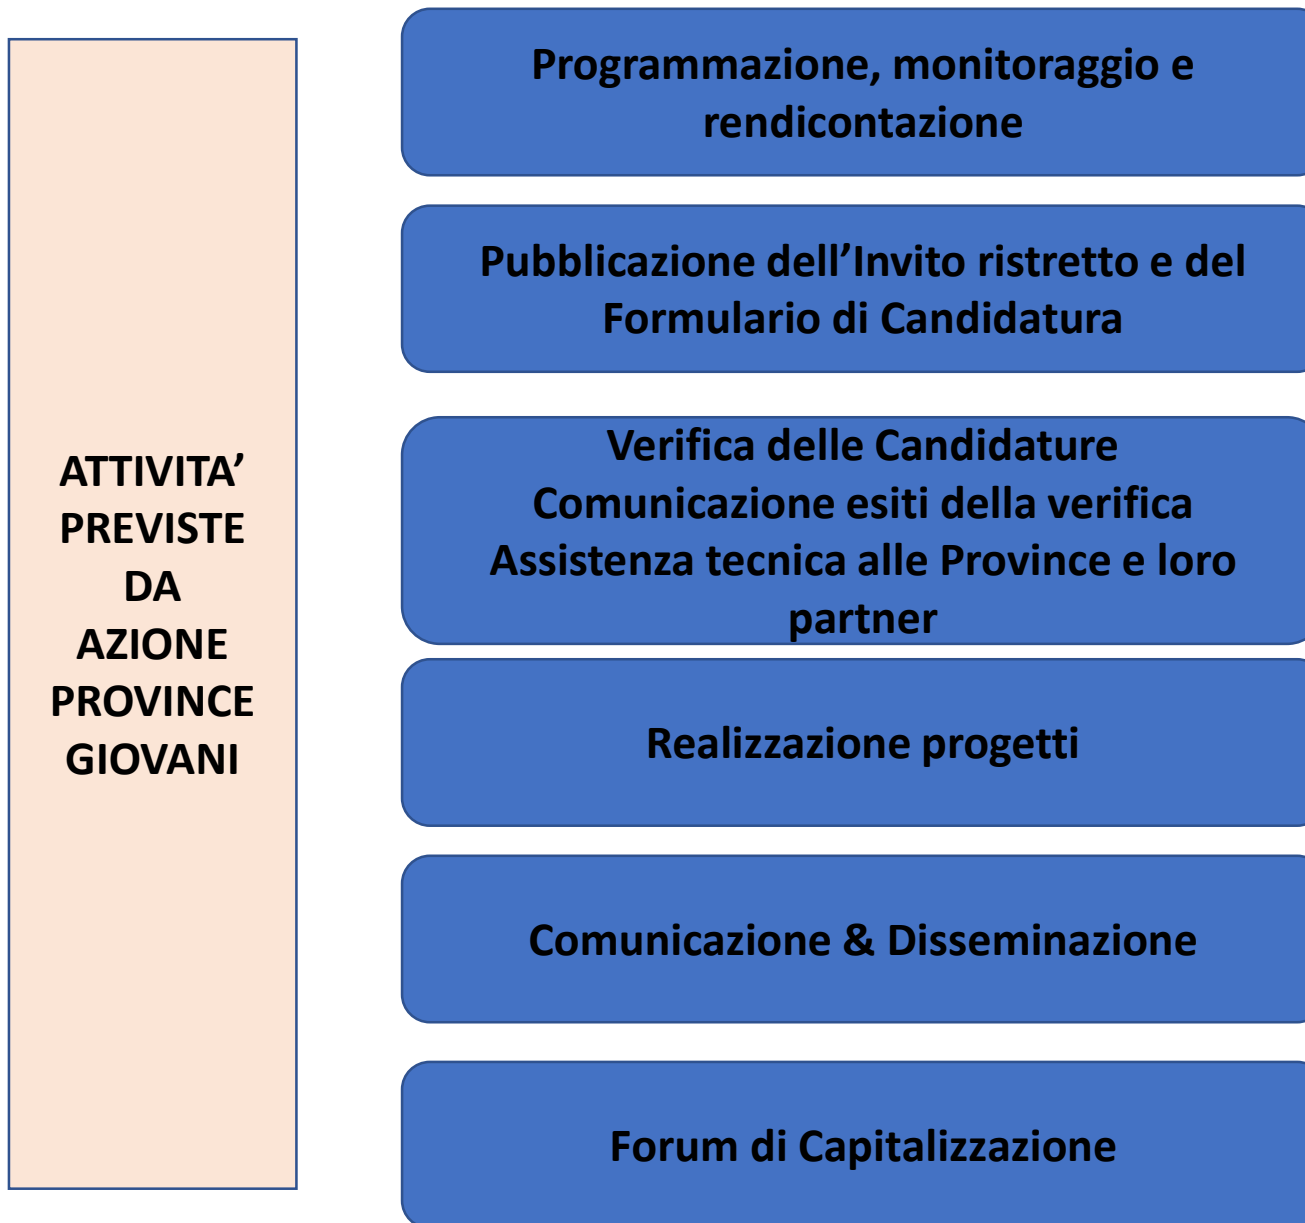 ATTIVITA’
PREVISTE
DA
AZIONE
PROVINCE
GIOVANI
Programmazione, monitoraggio e
rendicontazione
Pubblicazione dell’Invito ristretto e del
Formulario di Candidatura
Verifica delle Candidature
Comunicazione esiti della verifica
Assistenza tecnica alle Province e loro
partner
Realizzazione progetti
Comunicazione & Disseminazione
Forum di Capitalizzazione